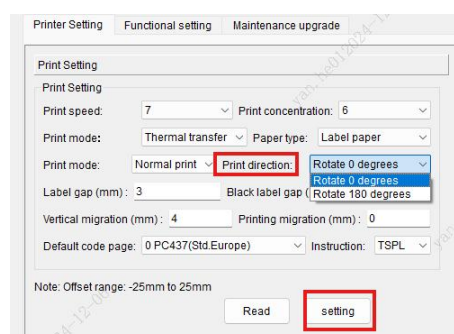 Printer Setting Functional setting Maintenance upgrade
Print Setting
Print Setting
Print speed: 7 Print concentration: 6
Print mode: Thermal transfer Paper type: Label paper
Print mode: Normal print Print direction: Rotate 0 degrees
Rotate 0 degrees
Label gap (mm): 3 Black label gap ( Rotate 180 degrees
Vertical migration (mm): 4 Printing migration (mm): 0
Default code page: 0 PC437(Std.Europe) Instruction: TSPL
Note: Offset range: -25mm to 25mm
Read setting